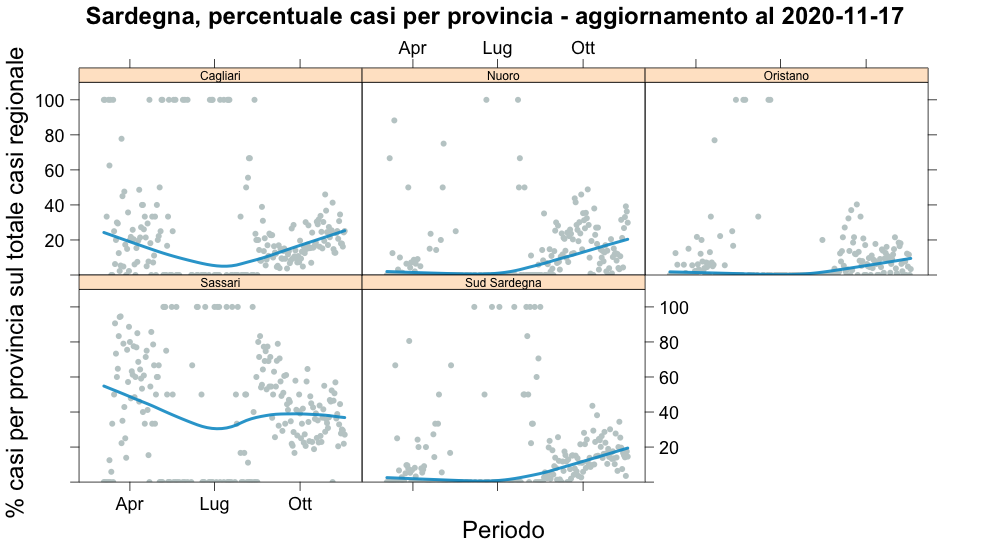 Sardegna, percentuale casi per provincia - aggiornamento al 2020-11-17
Apr Lug Ott
Cagliari Nuoro Oristano
100
80
60
40
20
Sassari Sud Sardegna
100
80
60
40
20
Apr Lug Ott
Periodo
% casi per provincia sul totale casi regionale